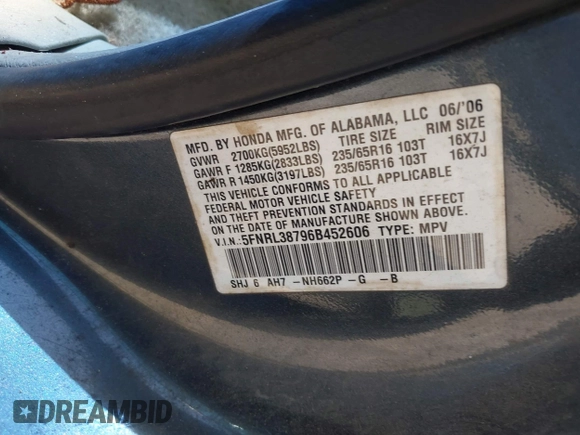 MFD. BY HONDA MFG. OF ALABAMA, LLC 06/'06
TIRE SIZE RIM SIZE
GVWR 2700KG(5952LBS)
GAWR F 1285KG(2833LBS) 235/65R16 103T 16X7J
GAWR R 1450KG(3197LBS) 235/65R16 103T 16X7J
THIS VEHICLE CONFORMS TO ALL APPLICABLE
FEDERAL MOTOR VEHICLE SAFETY
AND THEFT PREVENTION STANDARDS IN EFFECT
ON THE DATE OF MANUFACTURE SHOWN ABOVE.
V.I.N.: 5FNRL38796B452606 TYPE: MPV
SHJ 6 AH7 -NH662P -G -B
DREAMBID